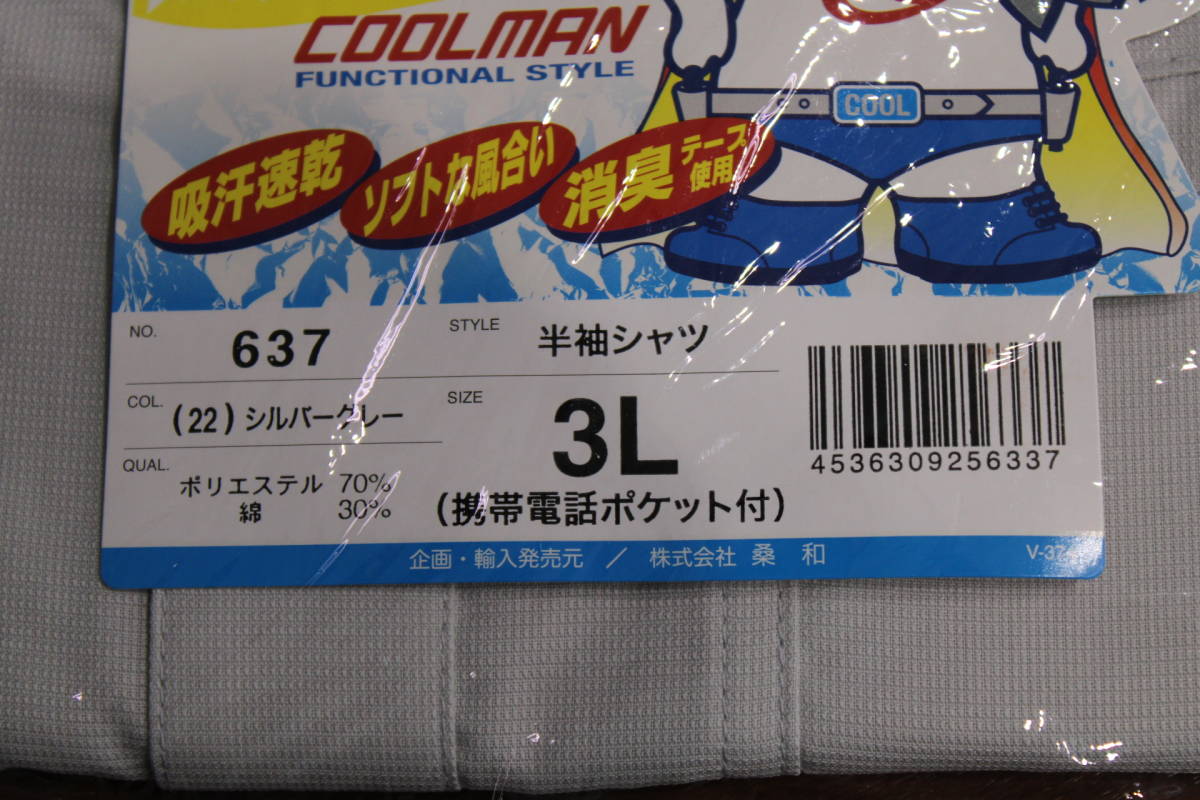 COOLMAN
FUNCTIONAL STYLE
COOL
吸汗速乾
ソフトな風合い
消臭テープ使用
NO. 637
STYLE 半袖シャツ
COL. (22) シルバーグレー
SIZE 3L
(携帯電話ポケット付)
QUAL. ポリエステル 70%
綿 30%
4536309256337
企画・輸入発売元 / 株式会社 桑和